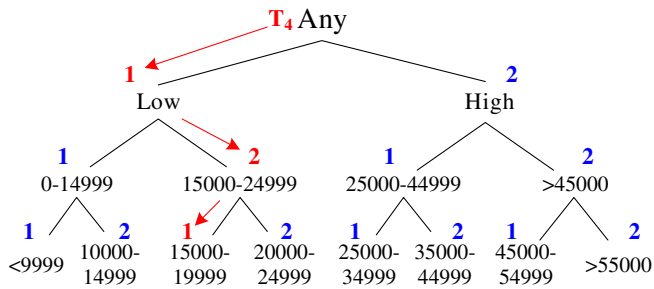 T4 Any
1 2
Low High
1 2 1 2
0-14999 15000-24999 25000-44999 >45000
1 2 1 2 1 2 1 2
<9999 10000- 15000- 20000- 25000- 35000- 45000- >55000
14999 19999 24999 34999 44999 54999